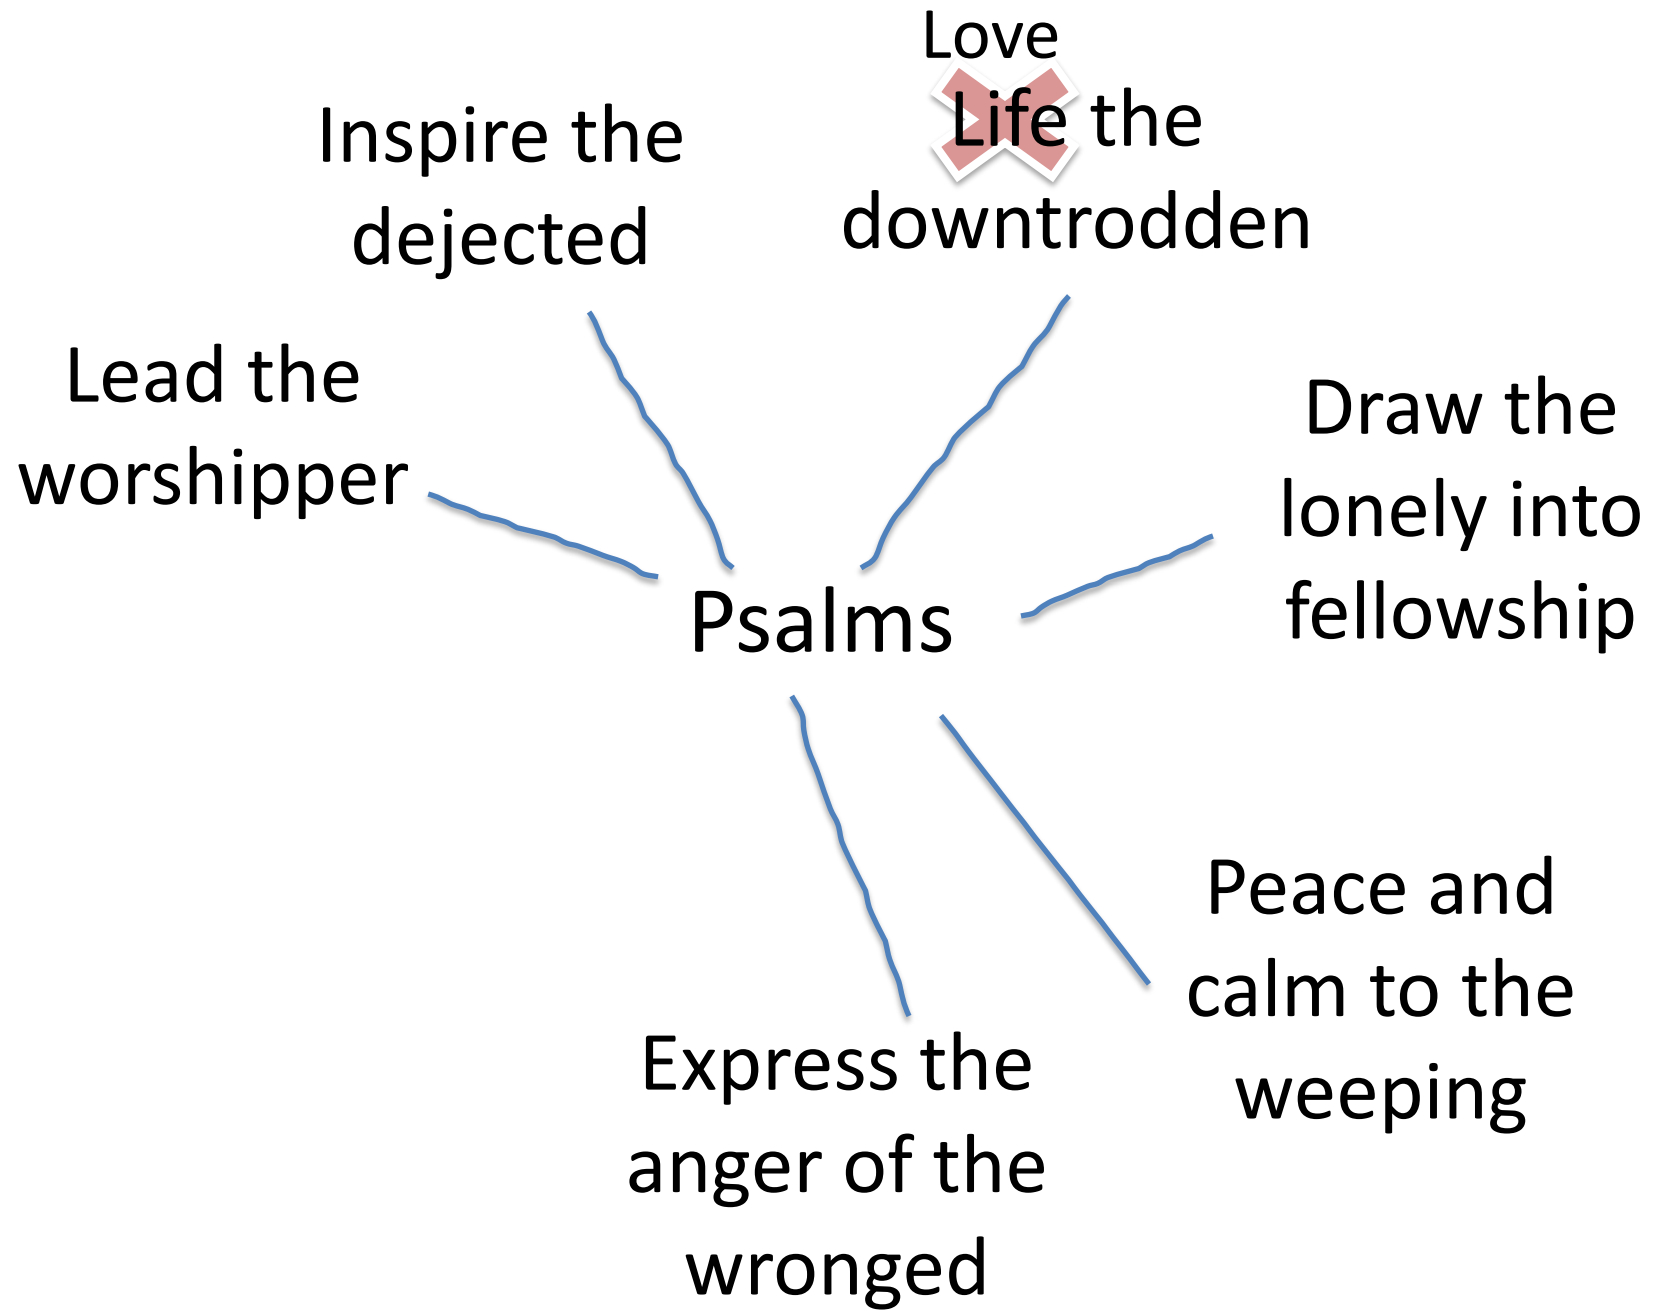 Love
Life the
downtrodden
Inspire the
dejected
Lead the
worshipper
Draw the
lonely into
fellowship
Psalms
Peace and
calm to the
weeping
Express the
anger of the
wronged